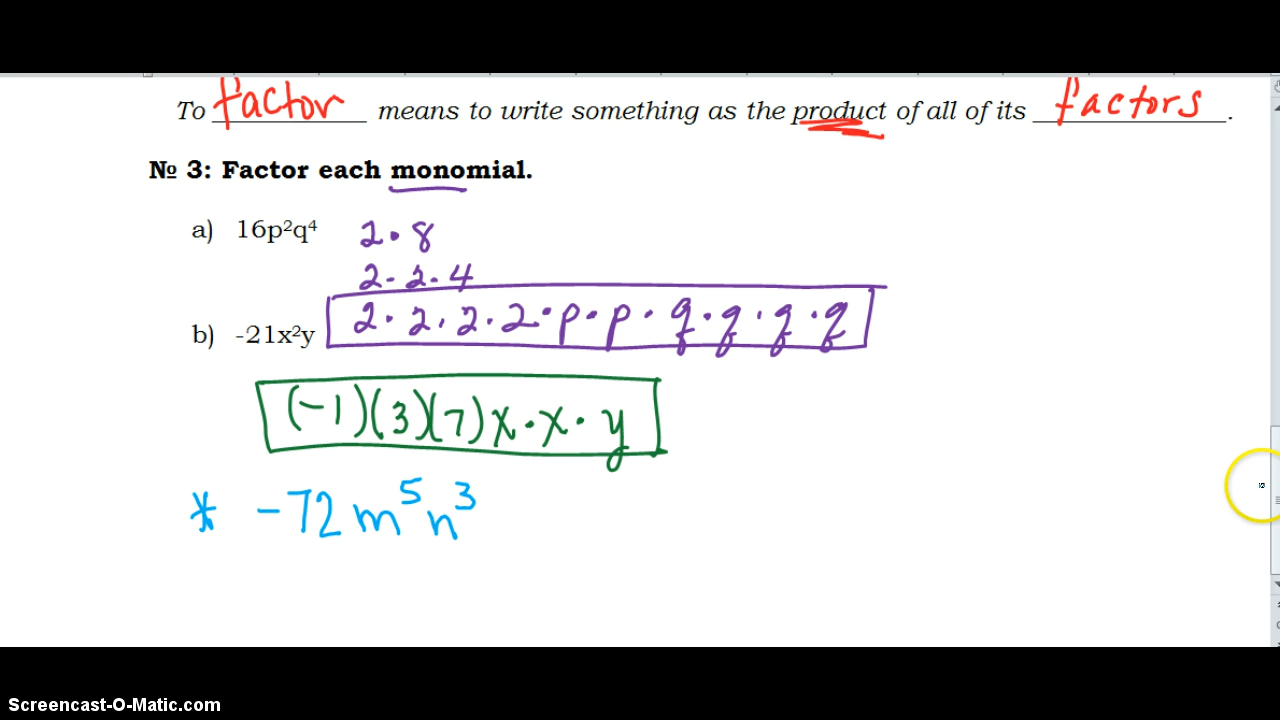 To factor means to write something as the product of all of its factors.
№ 3: Factor each monomial.
a) 16p²q⁴ 2 · 8
2 · 2 · 4
2 · 2 · 2 · 2 · p · p · q · q · q · q
b) -21x²y
(-1)(3)(7)x · x · y
* -72m⁵n³
Screencast-O-Matic.com